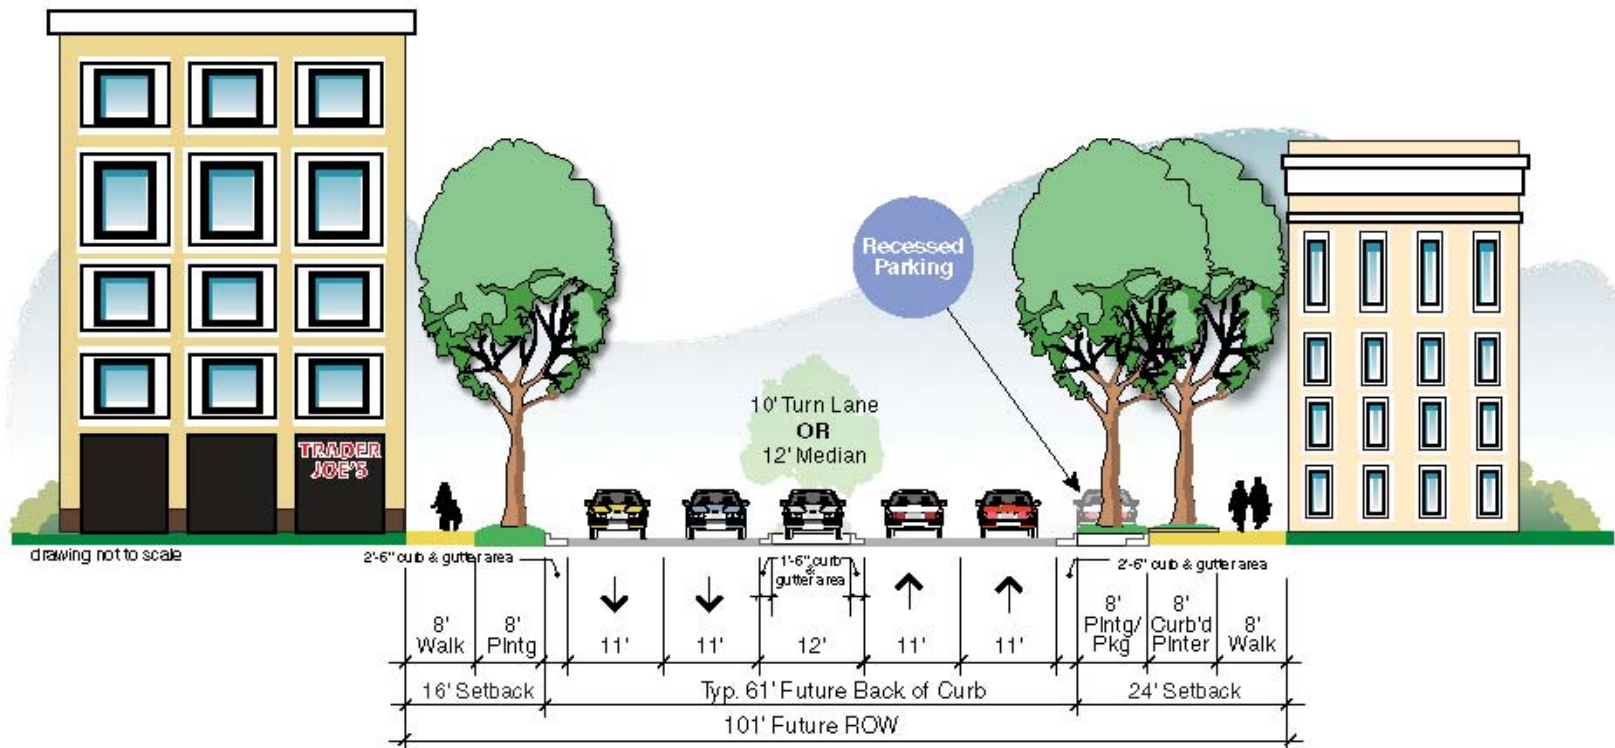 Recessed
Parking
10' Turn Lane
OR
12' Median
TRADER
JOE'S
drawing not to scale
2'-6" curb & gutter area
1'-6" curb
&
gutter area
2'-6" curb & gutter area
8'
Walk
8'
Plntg
11'
11'
12'
11'
11'
8'
Plntg/
Pkg
8'
Curb'd
Plnter
8'
Walk
16' Setback
Typ. 61' Future Back of Curb
24' Setback
101' Future ROW